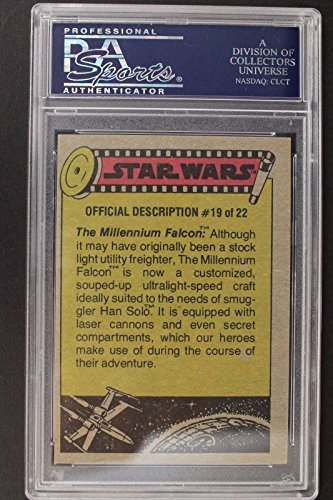 PROFESSIONAL
PSA
Sports
AUTHENTICATOR
A
DIVISION OF
COLLECTORS
UNIVERSE
NASDAQ: CLCT
STAR WARS
OFFICIAL DESCRIPTION #19 of 22
The Millennium Falcon:™ Although
it may have originally been a stock
light utility freighter, The Millennium
Falcon™ is now a customized,
souped-up ultralight-speed craft
ideally suited to the needs of smug-
gler Han Solo™. It is equipped with
laser cannons and even secret
compartments, which our heroes
make use of during the course of
their adventure.